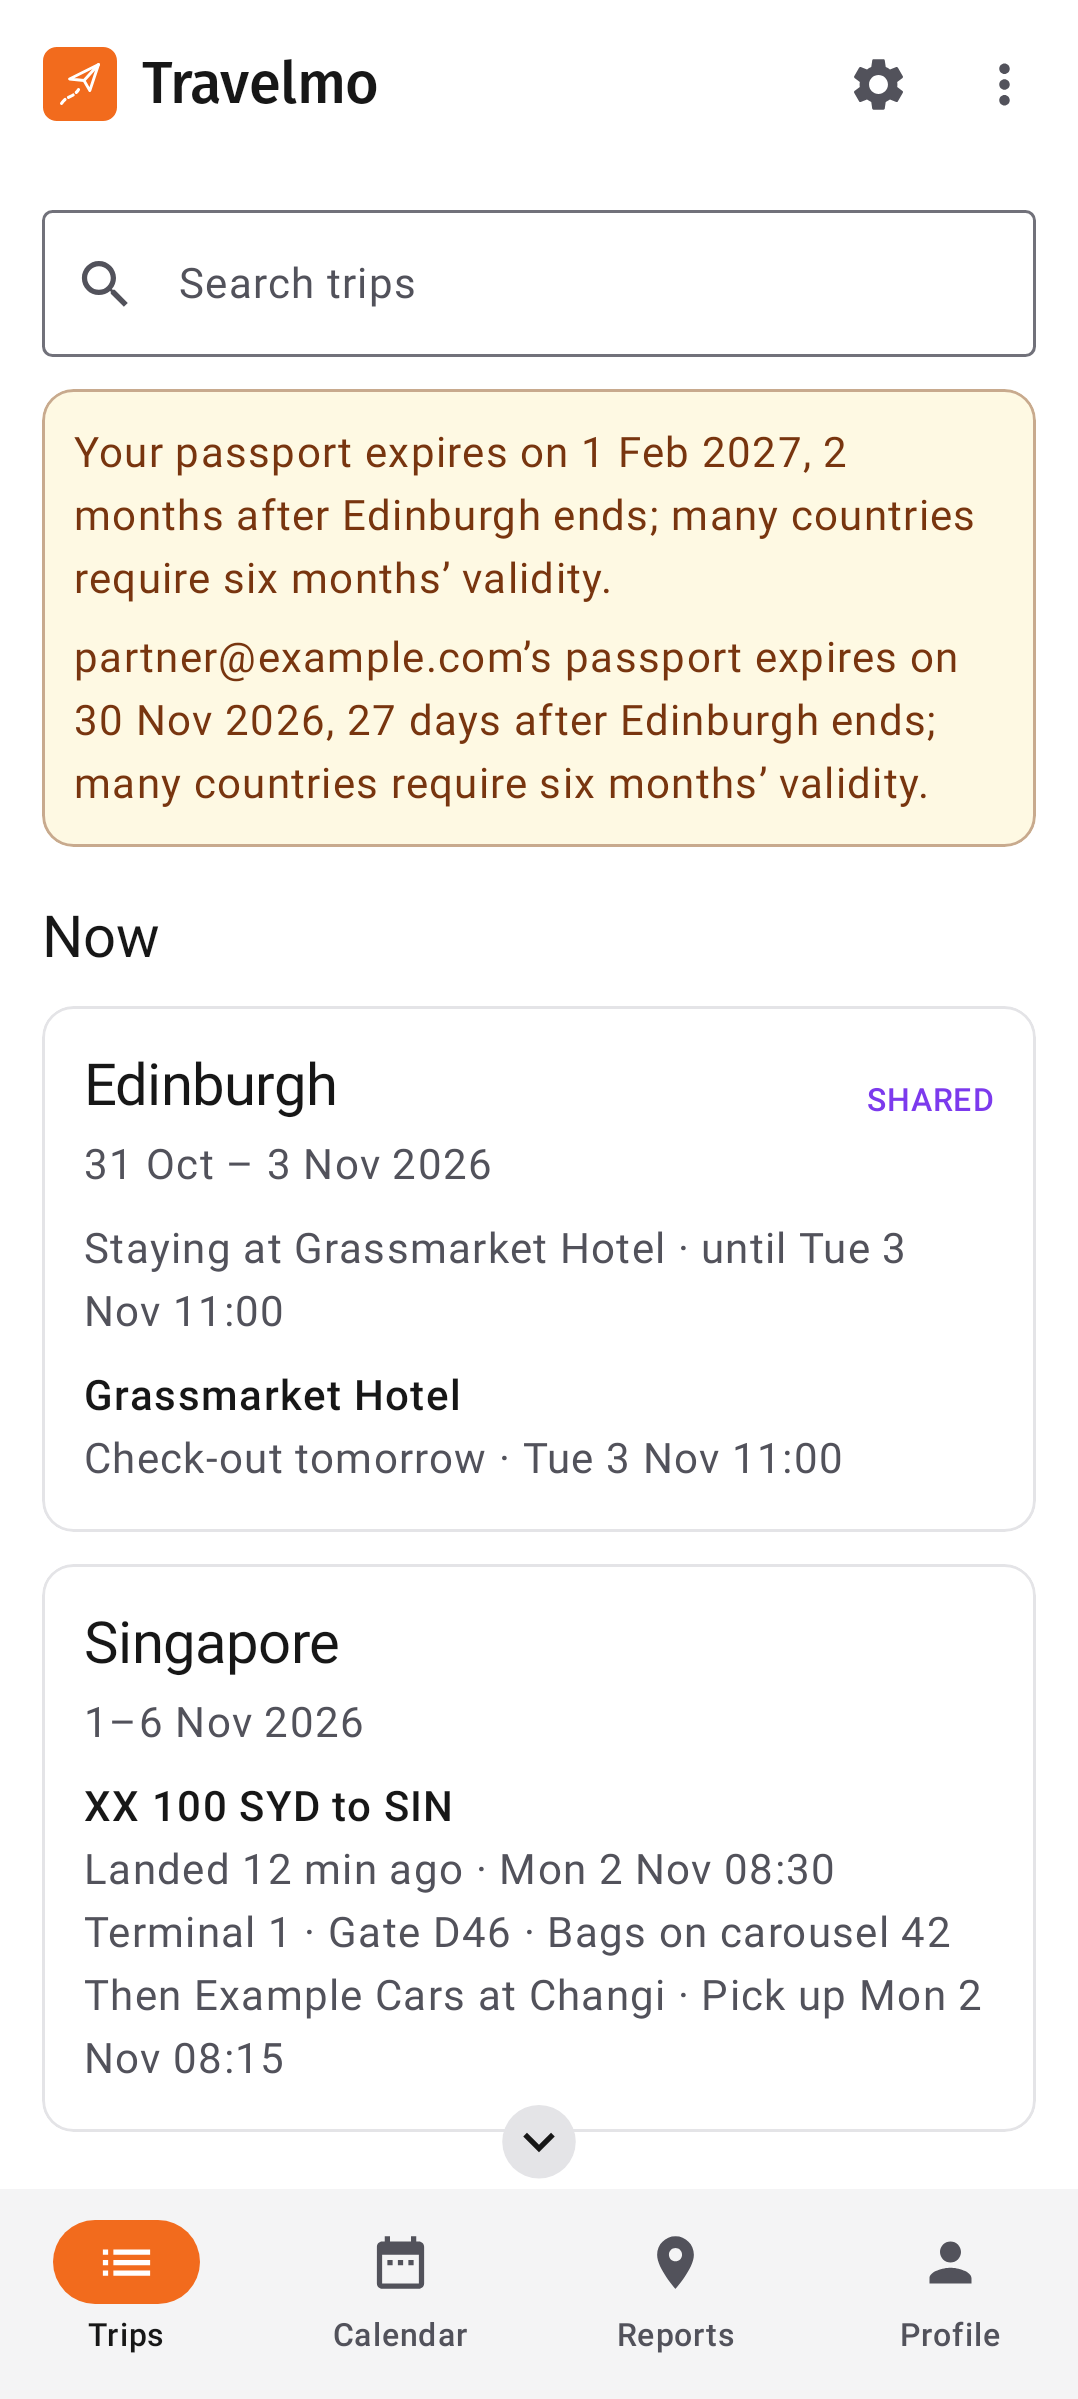 Travelmo
Search trips
Your passport expires on 1 Feb 2027, 2
months after Edinburgh ends; many countries
require six months’ validity.
partner@example.com’s passport expires on
30 Nov 2026, 27 days after Edinburgh ends;
many countries require six months’ validity.
Now
Edinburgh
SHARED
31 Oct – 3 Nov 2026
Staying at Grassmarket Hotel · until Tue 3
Nov 11:00
Grassmarket Hotel
Check-out tomorrow · Tue 3 Nov 11:00
Singapore
1–6 Nov 2026
XX 100 SYD to SIN
Landed 12 min ago · Mon 2 Nov 08:30
Terminal 1 · Gate D46 · Bags on carousel 42
Then Example Cars at Changi · Pick up Mon 2
Nov 08:15
Trips
Calendar
Reports
Profile